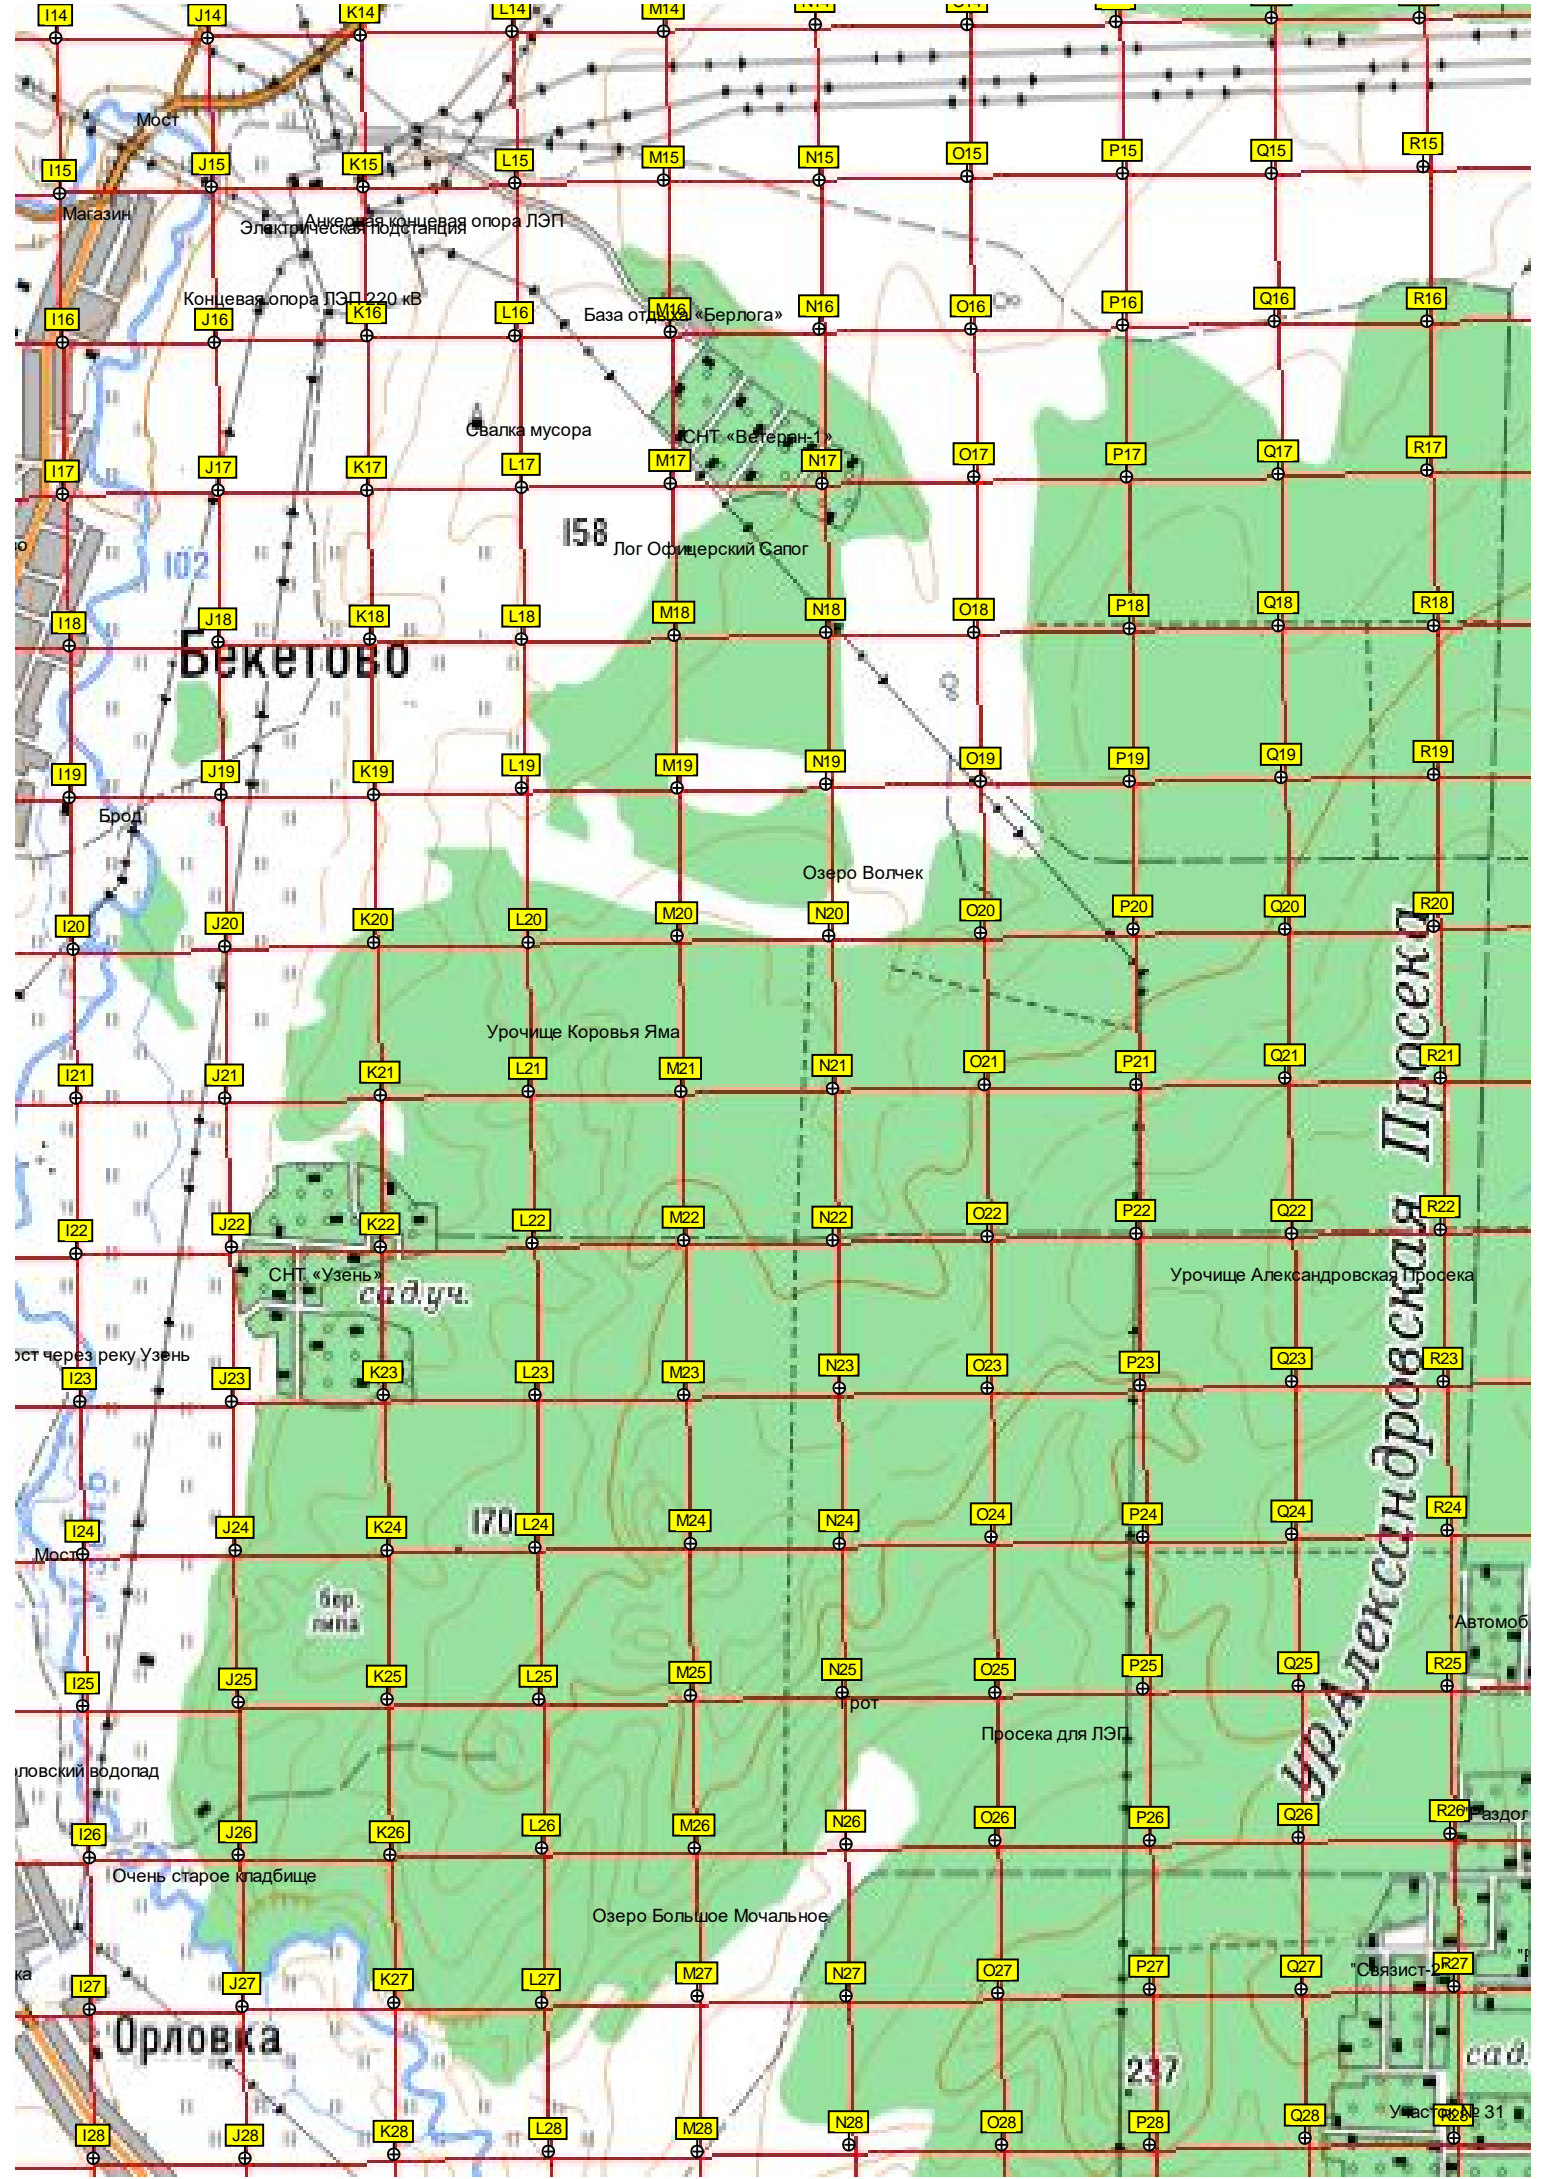 I14 J14 K14 L14 M14
Мост
I15 J15 K15 L15 M15 N15 O15 P15 Q15 R15
Магазин
Анкерная концевая опора ЛЭП
Электрическая подстанция
Концевая опора ЛЭП 220 кВ
База отдыха «Берлога»
I16 J16 K16 L16 M16 N16 O16 P16 Q16 R16
Свалка мусора
СНТ «Ветеран-1»
I17 J17 K17 L17 M17 N17 O17 P17 Q17 R17
158
Лог Офицерский Сапог
во
102
I18 J18 K18 L18 M18 N18 O18 P18 Q18 R18
Бекетово
I19 J19 K19 L19 M19 N19 O19 P19 Q19 R19
Брод
Озеро Волчек
I20 J20 K20 L20 M20 N20 O20 P20 Q20 R20
Урочище Коровья Яма
I21 J21 K21 L21 M21 N21 O21 P21 Q21 R21
I22 J22 K22 L22 M22 N22 O22 P22 Q22 R22
СНТ «Узень»
Урочище Александровская Просека
сад.уч.
ост через реку Узень
I23 J23 K23 L23 M23 N23 O23 P23 Q23 R23
Ур.Александровская Просека
170
I24 J24 K24 L24 M24 N24 O24 P24 Q24 R24
Мост
бер.
липа
"Автомоб
I25 J25 K25 L25 M25 N25 O25 P25 Q25 R25
Грот
Просека для ЛЭП
ловский водопад
I26 J26 K26 L26 M26 N26 O26 P26 Q26 R26
"Раздол
Очень старое кладбище
Озеро Большое Мочальное
"Связист-2"
ка
I27 J27 K27 L27 M27 N27 O27 P27 Q27 R27
Орловка
237
сад.
Участок № 31
I28 J28 K28 L28 M28 N28 O28 P28 Q28 R28